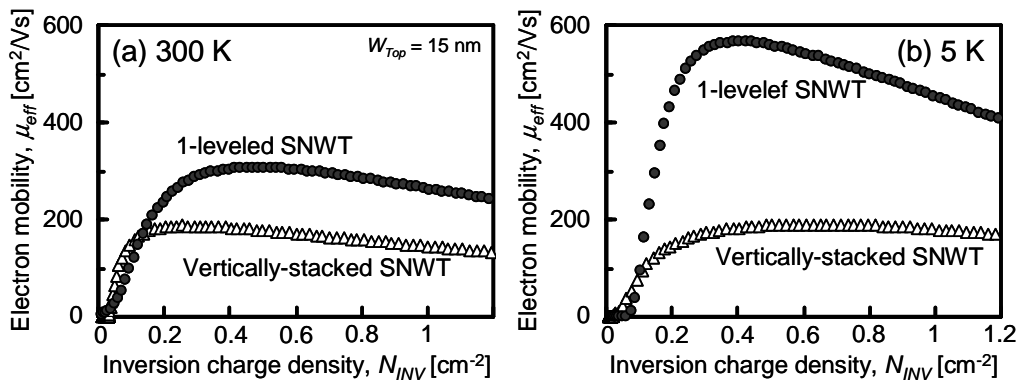 (a) 300 K
W_Top = 15 nm
1-leveled SNWT
Vertically-stacked SNWT
Electron mobility, μ_eff [cm²/Vs]
600
400
200
0
0 0.2 0.4 0.6 0.8 1
Inversion charge density, N_INV [cm⁻²]
(b) 5 K
1-levelef SNWT
Vertically-stacked SNWT
Electron mobility, μ_eff [cm²/Vs]
600
400
200
0
0 0.2 0.4 0.6 0.8 1 1.2
Inversion charge density, N_INV [cm⁻²]